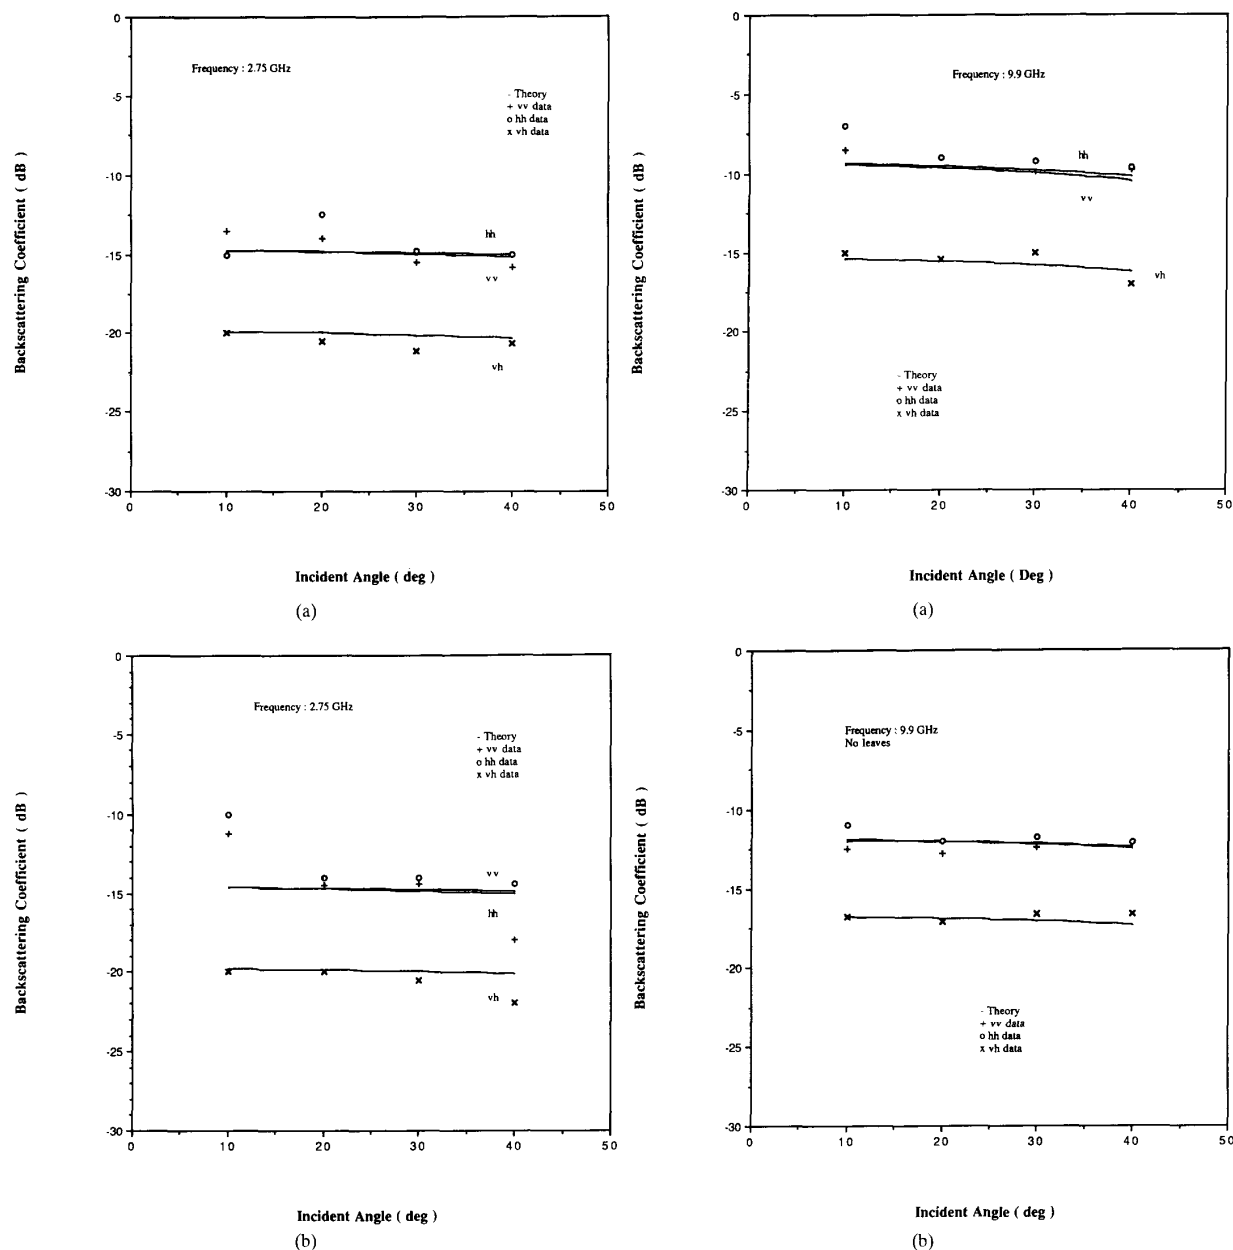 0
-5
-10
-15
-20
-25
-30
Backscattering Coefficient ( dB )
Frequency : 2.75 GHz
- Theory
+ vv data
o hh data
x vh data
hh
vv
vh
0 10 20 30 40 50
Incident Angle ( deg )
(a)
0
-5
-10
-15
-20
-25
-30
Backscattering Coefficient ( dB )
Frequency : 9.9 GHz
hh
vv
vh
- Theory
+ vv data
o hh data
x vh data
0 10 20 30 40 50
Incident Angle ( Deg )
(a)
0
-5
-10
-15
-20
-25
-30
Backscattering Coefficient ( dB )
Frequency : 2.75 GHz
- Theory
+ vv data
o hh data
x vh data
vv
hh
vh
0 10 20 30 40 50
Incident Angle ( deg )
(b)
0
-5
-10
-15
-20
-25
-30
Backscattering Coefficient ( dB )
Frequency : 9.9 GHz
No leaves
- Theory
+ vv data
o hh data
x vh data
0 10 20 30 40 50
Incident Angle ( deg )
(b)